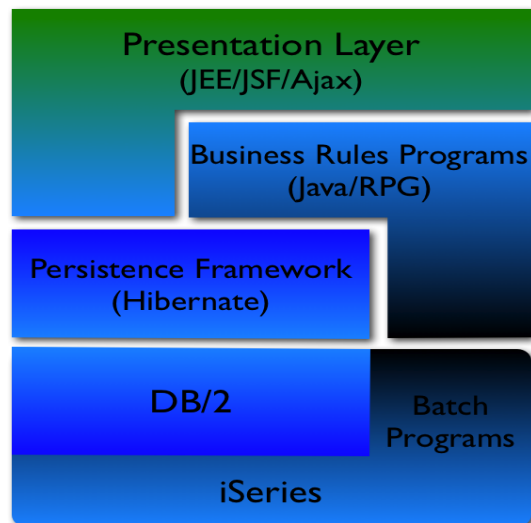 Presentation Layer
(JEE/JSF/Ajax)
Business Rules Programs
(Java/RPG)
Persistence Framework
(Hibernate)
DB/2
Batch
Programs
iSeries